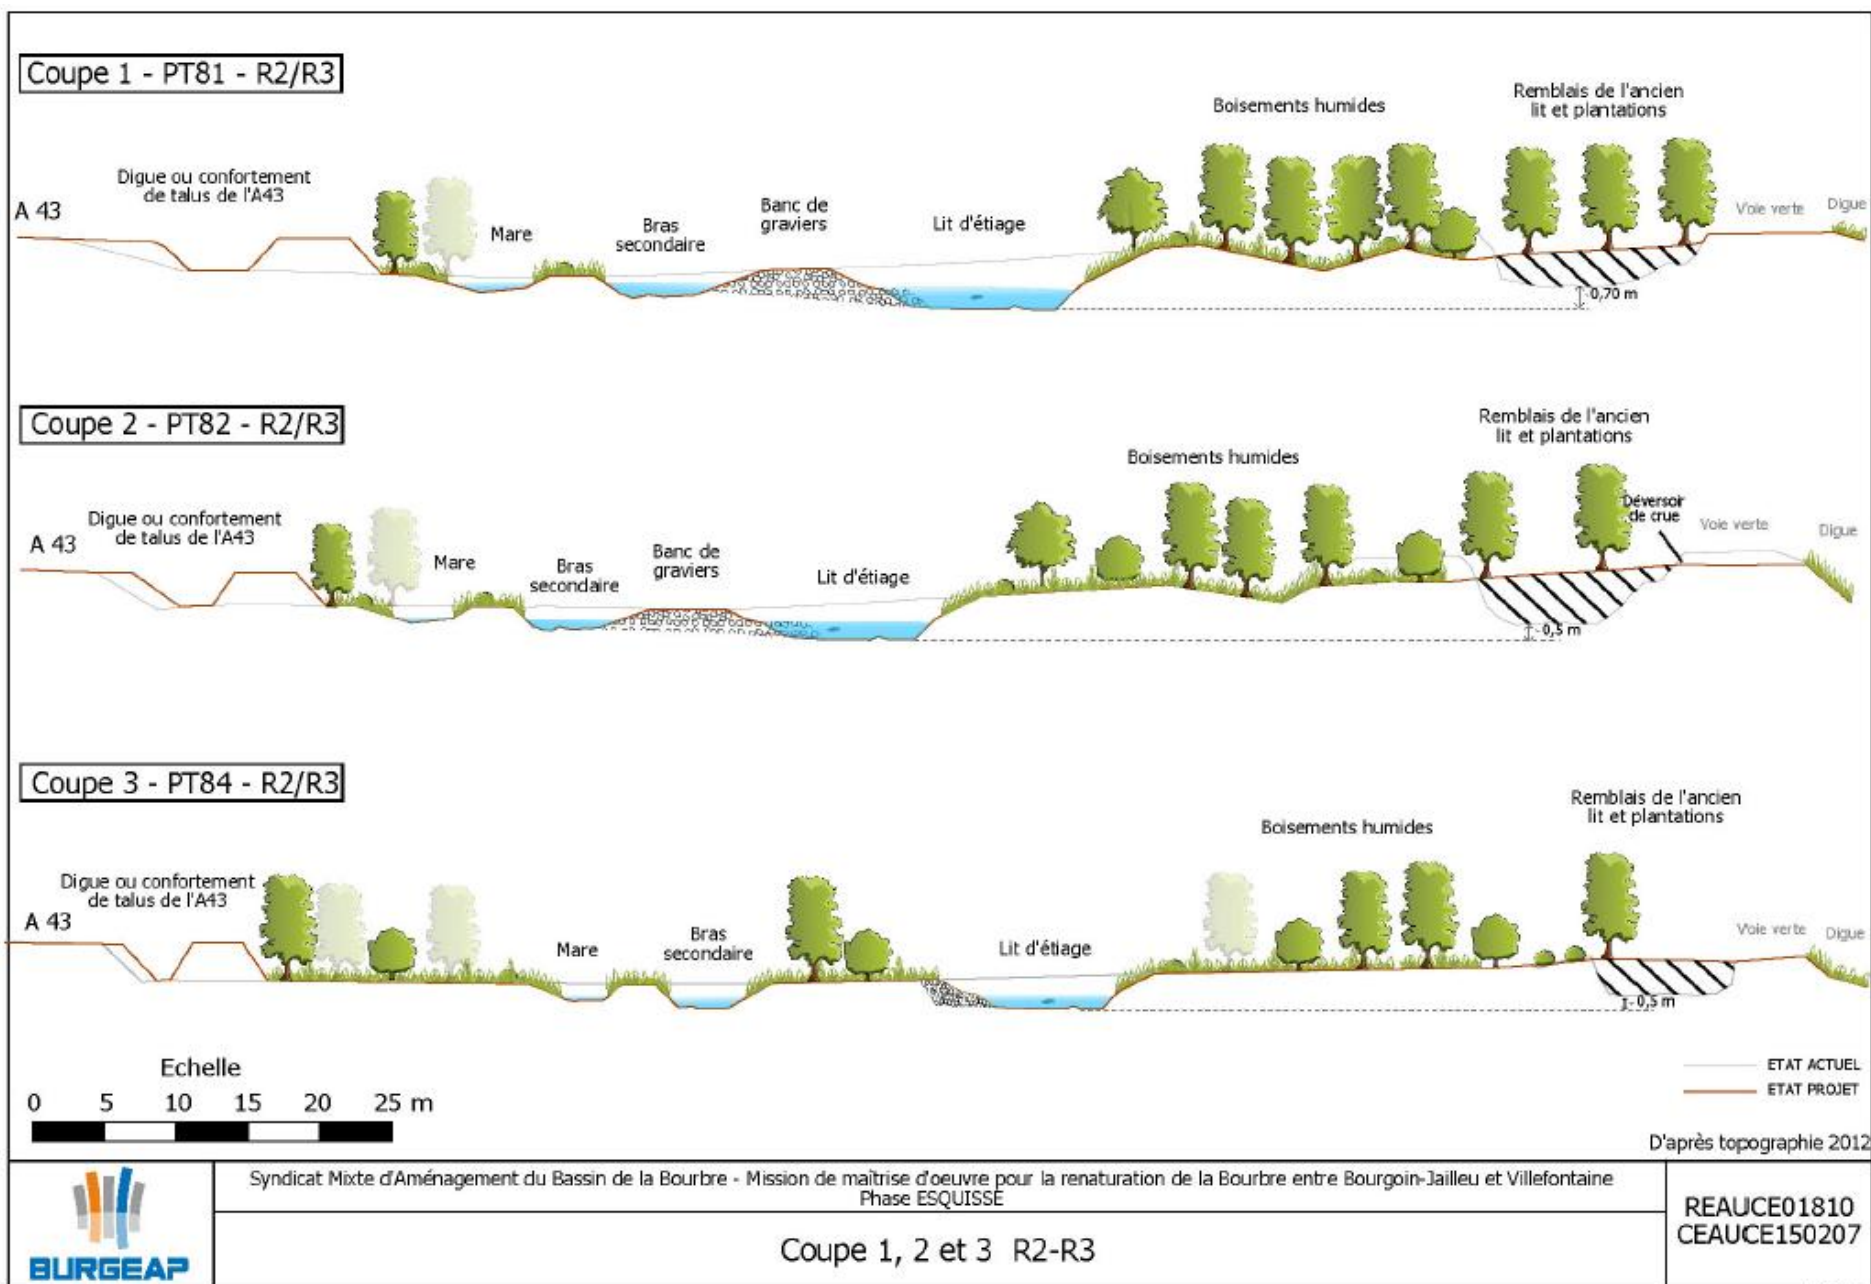 Coupe 1 - PT81 - R2/R3
Boisements humides
Remblais de l'ancien
lit et plantations
Digue ou confortement
de talus de l'A43
A 43
Mare
Bras
secondaire
Banc de
graviers
Lit d'étiage
Voie verte
Digue
0,70 m
Coupe 2 - PT82 - R2/R3
Remblais de l'ancien
lit et plantations
Boisements humides
Digue ou confortement
de talus de l'A43
A 43
Mare
Bras
secondaire
Banc de
graviers
Lit d'étiage
Déversoir
de crue
Voie verte
Digue
0,5 m
Coupe 3 - PT84 - R2/R3
Remblais de l'ancien
lit et plantations
Boisements humides
Digue ou confortement
de talus de l'A43
A 43
Mare
Bras
secondaire
Lit d'étiage
Voie verte
Digue
0,5 m
Echelle
0 5 10 15 20 25 m
ETAT ACTUEL
ETAT PROJET
D'après topographie 2012
BURGEAP
Syndicat Mixte d'Aménagement du Bassin de la Bourbre - Mission de maîtrise d'oeuvre pour la renaturation de la Bourbre entre Bourgoin-Jailleu et Villefontaine
Phase ESQUISSE
Coupe 1, 2 et 3 R2-R3
REAUCE01810
CEAUCE150207